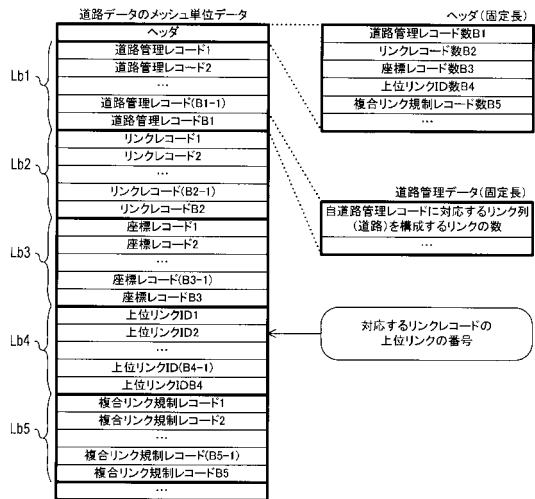 道路データのメッシュ単位データ
ヘッダ
道路管理レコード1
道路管理レコード2
…
道路管理レコード(B1-1)
道路管理レコードB1
リンクレコード1
リンクレコード2
…
リンクレコード(B2-1)
リンクレコードB2
座標レコード1
座標レコード2
…
座標レコード(B3-1)
座標レコードB3
上位リンクID1
上位リンクID2
…
上位リンクID(B4-1)
上位リンクIDB4
複合リンク規制レコード1
複合リンク規制レコード2
…
複合リンク規制レコード(B5-1)
複合リンク規制レコードB5
…
Lb1
Lb2
Lb3
Lb4
Lb5
ヘッダ(固定長)
道路管理レコード数B1
リンクレコード数B2
座標レコード数B3
上位リンクID数B4
複合リンク規制レコード数B5
…
道路管理データ(固定長)
自道路管理レコードに対応するリンク列
(道路)を構成するリンクの数
…
対応するリンクレコードの
上位リンクの番号